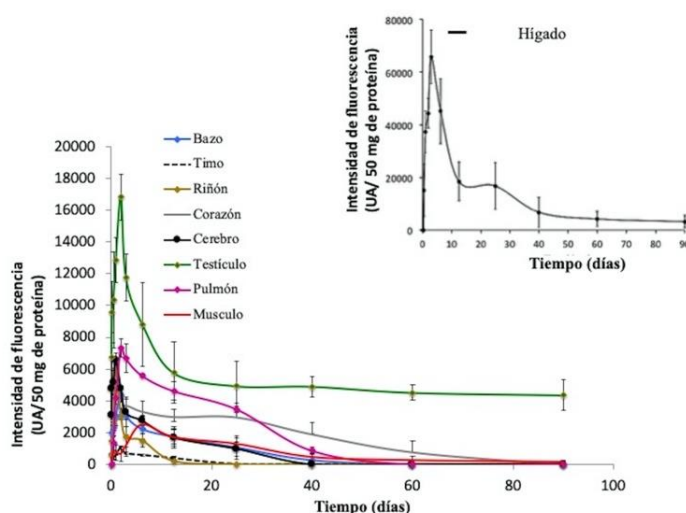 80000
60000
40000
20000
0
Intensidad de fluorescencia
(UA/ 50 mg de proteína)
Hígado
0 10 20 30 40 50 60 70 80 90
Tiempo (días)
20000
18000
16000
14000
12000
10000
8000
6000
4000
2000
0
Intensidad de fluorescencia
(UA/50 mg de proteína)
Bazo
Timo
Riñón
Corazón
Cerebro
Testículo
Pulmón
Musculo
0 20 40 60 80 100
Tiempo (días)